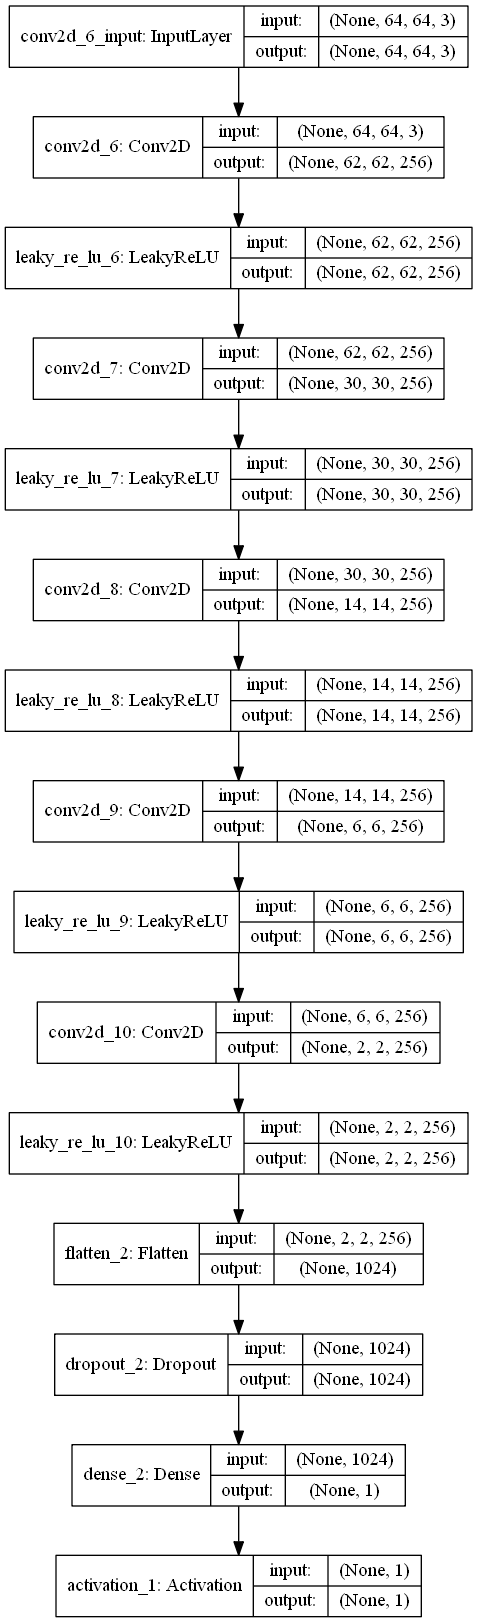 conv2d_6_input: InputLayer
input: (None, 64, 64, 3)
output: (None, 64, 64, 3)
conv2d_6: Conv2D
input: (None, 64, 64, 3)
output: (None, 62, 62, 256)
leaky_re_lu_6: LeakyReLU
input: (None, 62, 62, 256)
output: (None, 62, 62, 256)
conv2d_7: Conv2D
input: (None, 62, 62, 256)
output: (None, 30, 30, 256)
leaky_re_lu_7: LeakyReLU
input: (None, 30, 30, 256)
output: (None, 30, 30, 256)
conv2d_8: Conv2D
input: (None, 30, 30, 256)
output: (None, 14, 14, 256)
leaky_re_lu_8: LeakyReLU
input: (None, 14, 14, 256)
output: (None, 14, 14, 256)
conv2d_9: Conv2D
input: (None, 14, 14, 256)
output: (None, 6, 6, 256)
leaky_re_lu_9: LeakyReLU
input: (None, 6, 6, 256)
output: (None, 6, 6, 256)
conv2d_10: Conv2D
input: (None, 6, 6, 256)
output: (None, 2, 2, 256)
leaky_re_lu_10: LeakyReLU
input: (None, 2, 2, 256)
output: (None, 2, 2, 256)
flatten_2: Flatten
input: (None, 2, 2, 256)
output: (None, 1024)
dropout_2: Dropout
input: (None, 1024)
output: (None, 1024)
dense_2: Dense
input: (None, 1024)
output: (None, 1)
activation_1: Activation
input: (None, 1)
output: (None, 1)